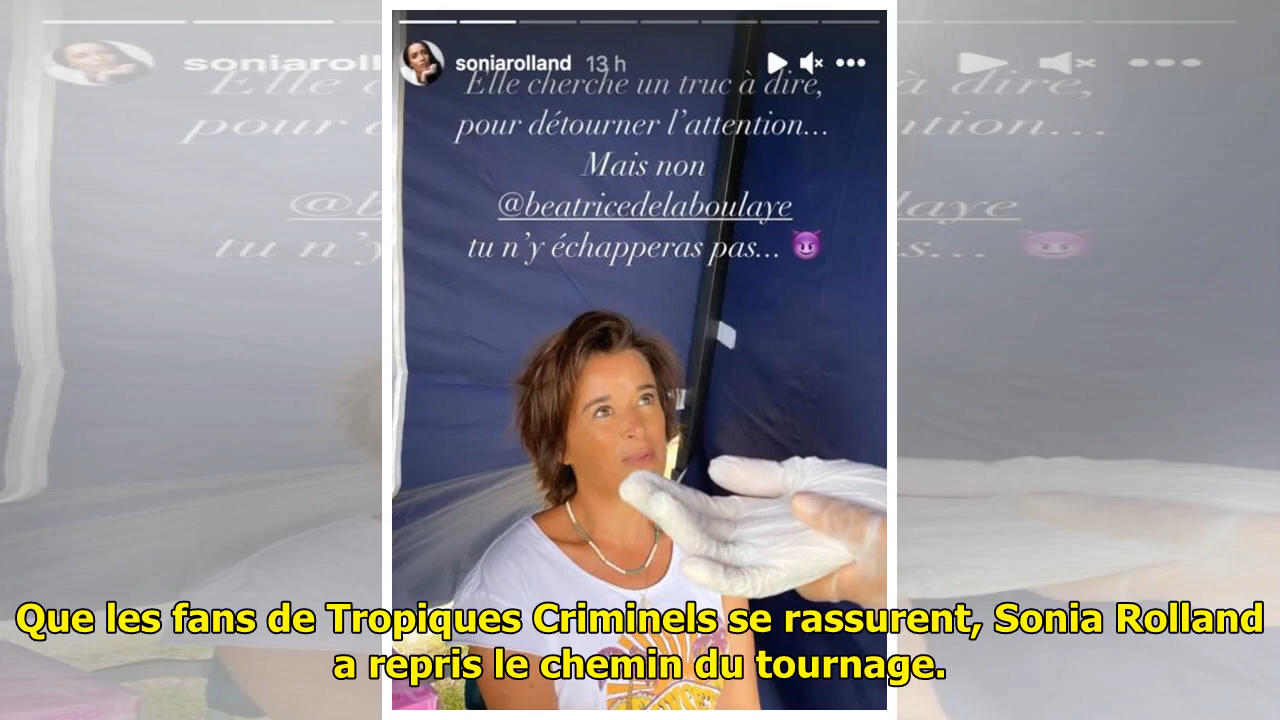 soniarolland 13 h
Elle cherche un truc à dire,
pour détourner l'attention...
Mais non
@beatricedelaboulaye
tu n'y échapperas pas... 😈
Que les fans de Tropiques Criminels se rassurent, Sonia Rolland
a repris le chemin du tournage.